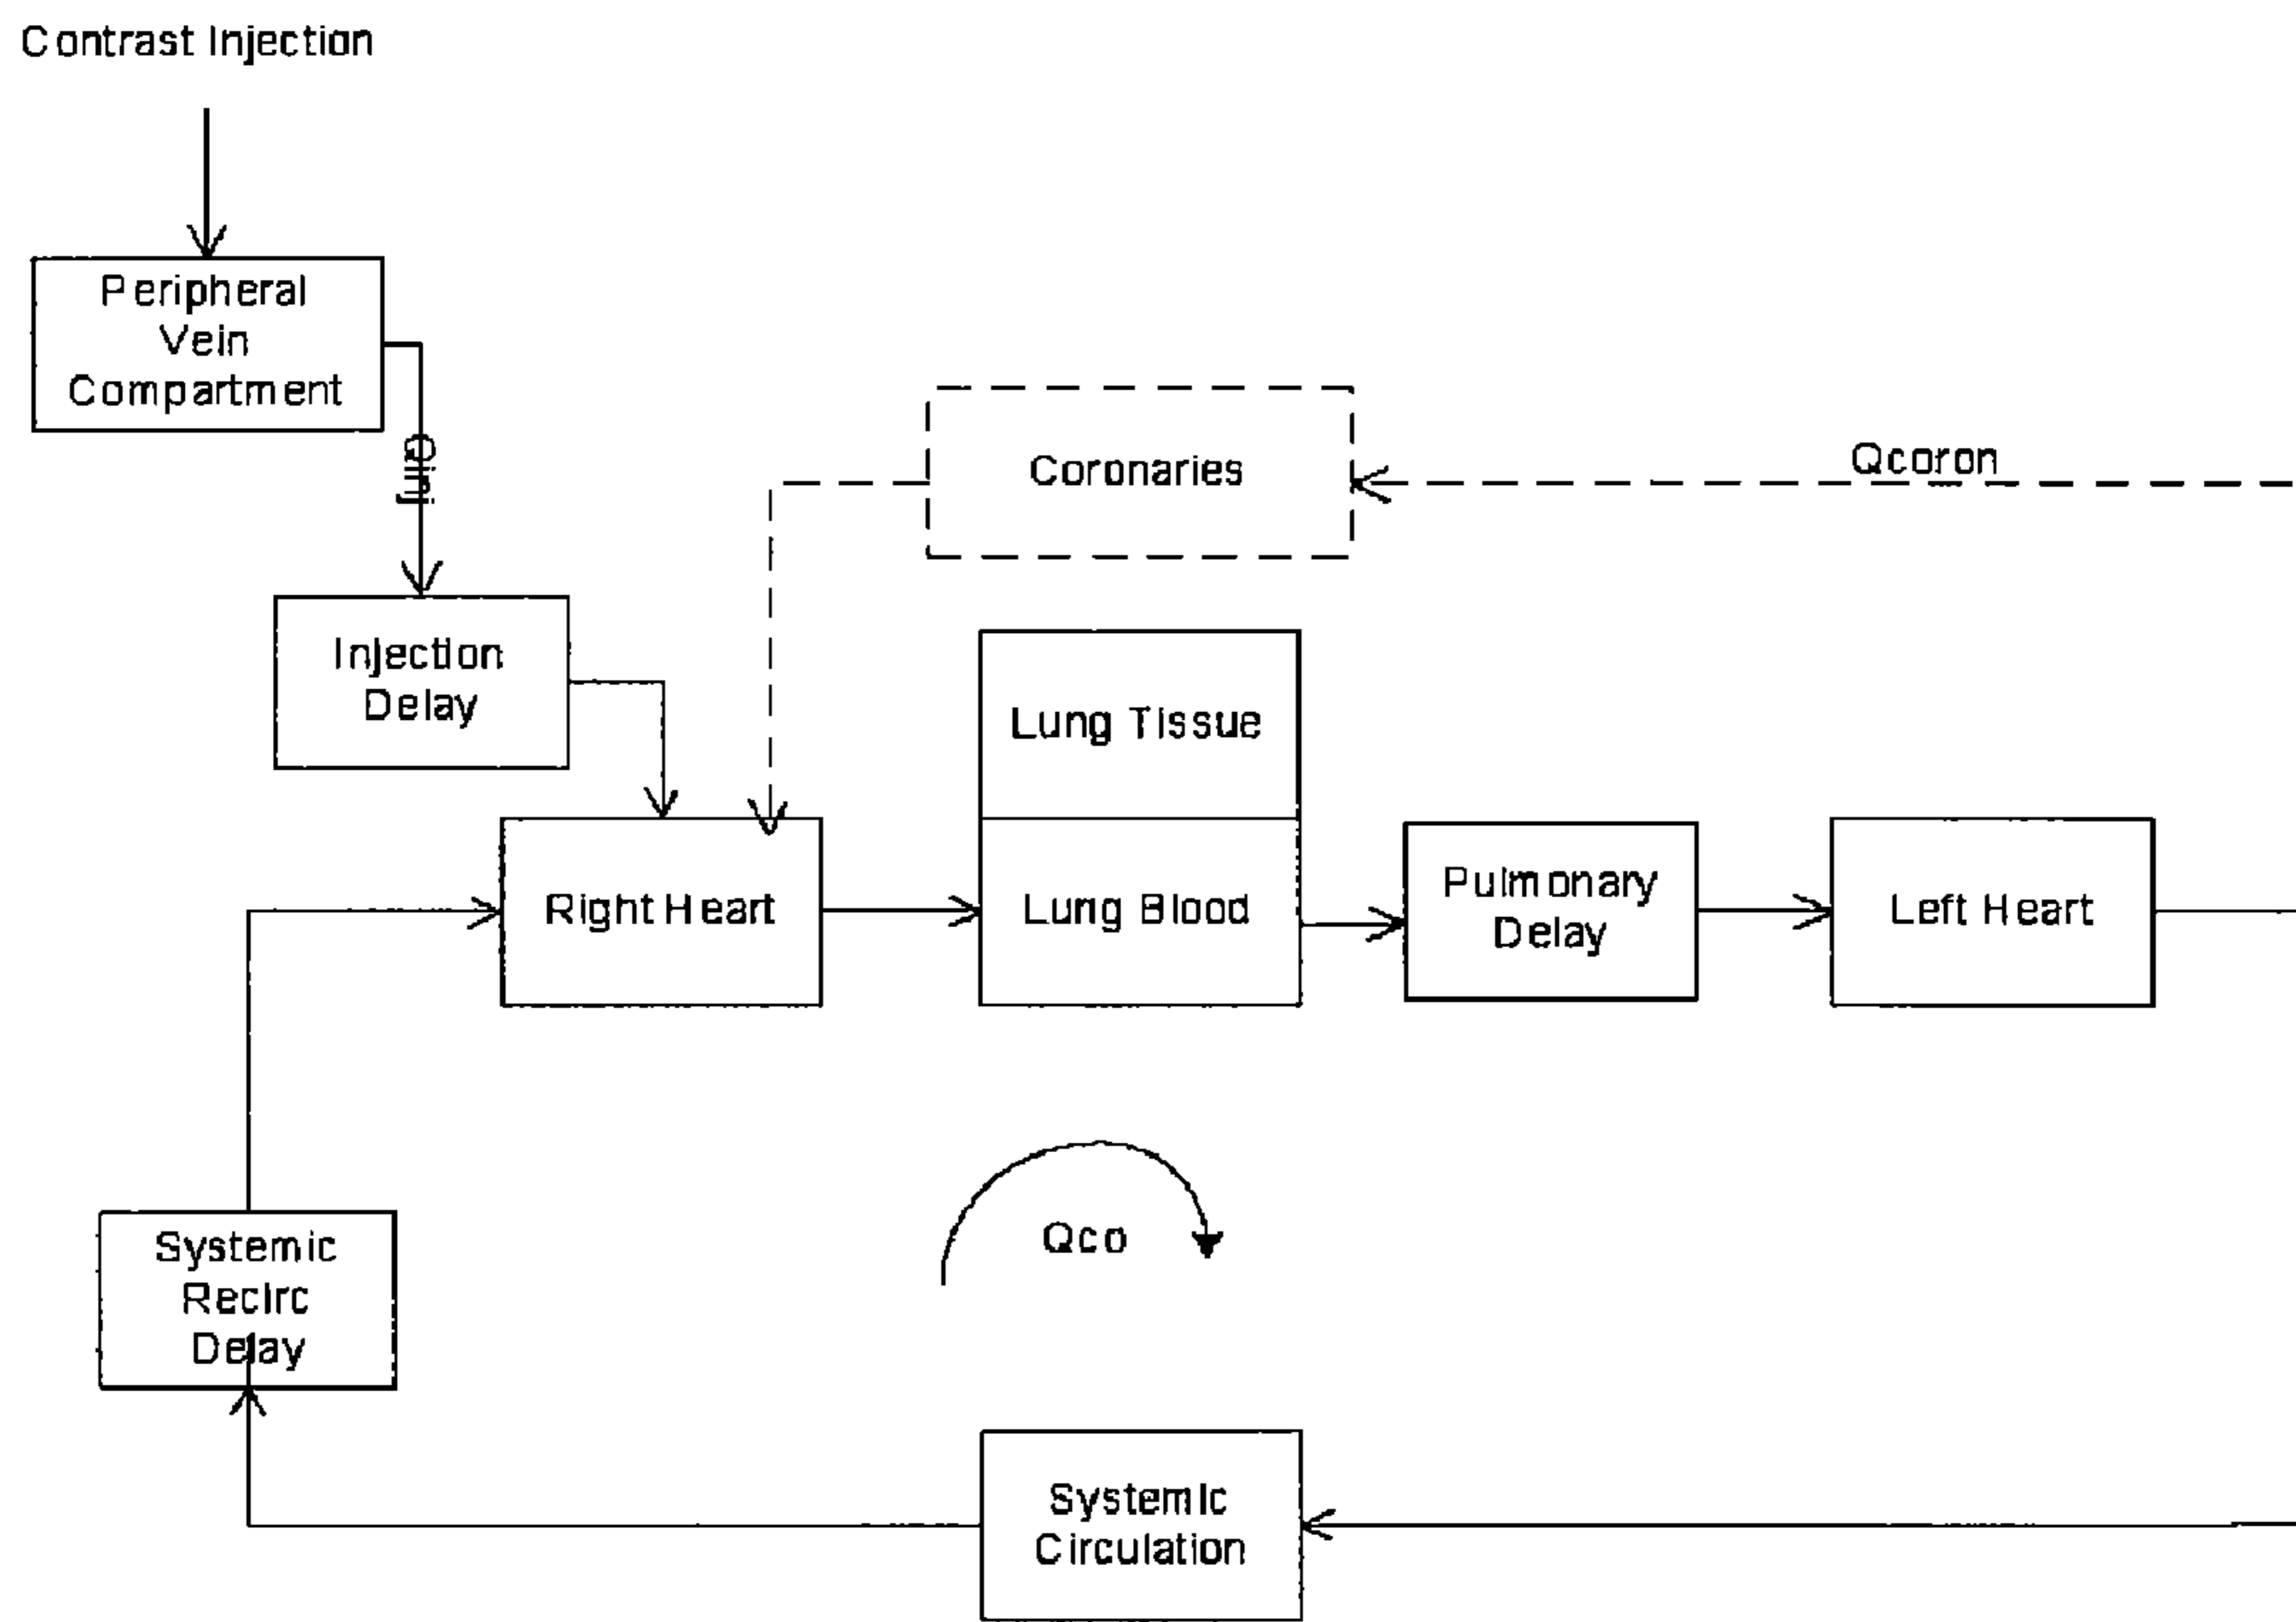 Contrast Injection
Peripheral
Vein
Compartment
Qinj
Coronaries
Qcoron
Injection
Delay
Lung Tissue
Right Heart
Lung Blood
Pulmonary
Delay
Left Heart
Systemic
Recirc
Delay
Qco
Systemic
Circulation